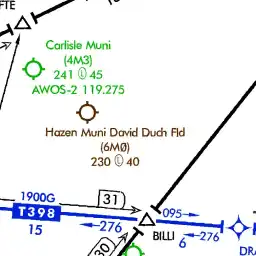 FTE
Carlisle Muni
(4M3)
241 45
AWOS-2 119.275
Hazen Muni David Duch Fld
(6MØ)
230 40
1900G
31
095
T398
276
15
BILLI
276
6
DRA
30